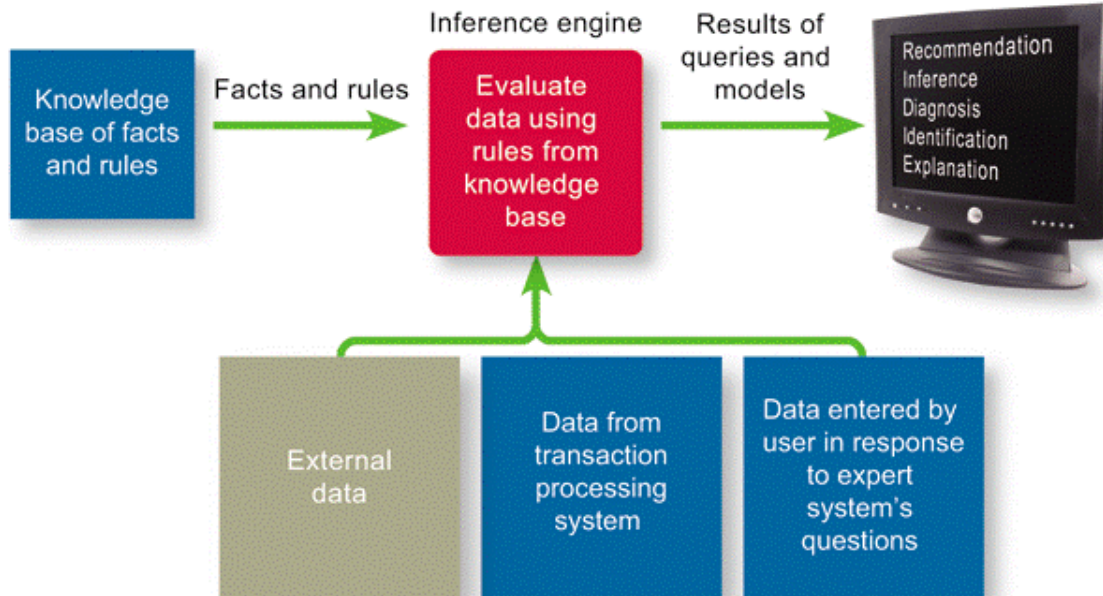 Knowledge
base of facts
and rules
Facts and rules
Inference engine
Evaluate
data using
rules from
knowledge
base
Results of
queries and
models
Recommendation
Inference
Diagnosis
Identification
Explanation
External
data
Data from
transaction
processing
system
Data entered by
user in response
to expert
system's
questions